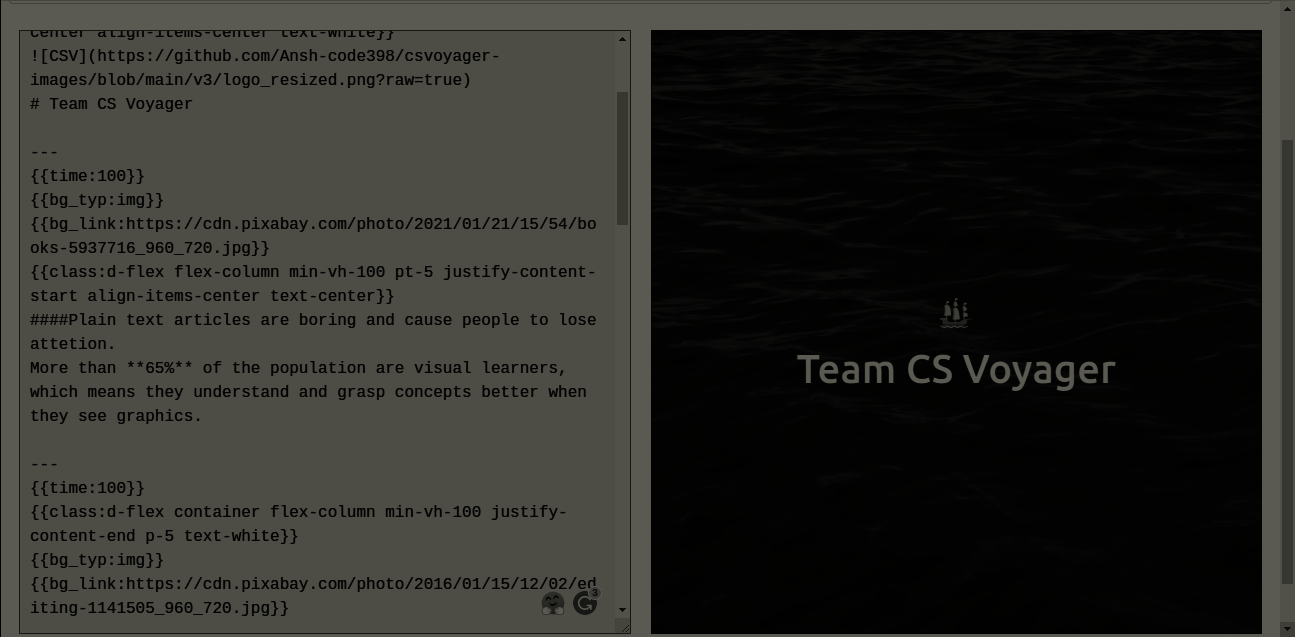 center align-items-center text-white}}
![CSV](https://github.com/Ansh-code398/csvoyager-
images/blob/main/v3/logo_resized.png?raw=true)
# Team CS Voyager
---
{{time:100}}
{{bg_typ:img}}
{{bg_link:https://cdn.pixabay.com/photo/2021/01/21/15/54/bo
oks-5937716_960_720.jpg}}
{{class:d-flex flex-column min-vh-100 pt-5 justify-content-
start align-items-center text-center}}
####Plain text articles are boring and cause people to lose
attetion.
More than **65%** of the population are visual learners,
which means they understand and grasp concepts better when
they see graphics.
---
{{time:100}}
{{class:d-flex container flex-column min-vh-100 justify-
content-end p-5 text-white}}
{{bg_typ:img}}
{{bg_link:https://cdn.pixabay.com/photo/2016/01/15/12/02/ed
iting-1141505_960_720.jpg}}
3
Team CS Voyager